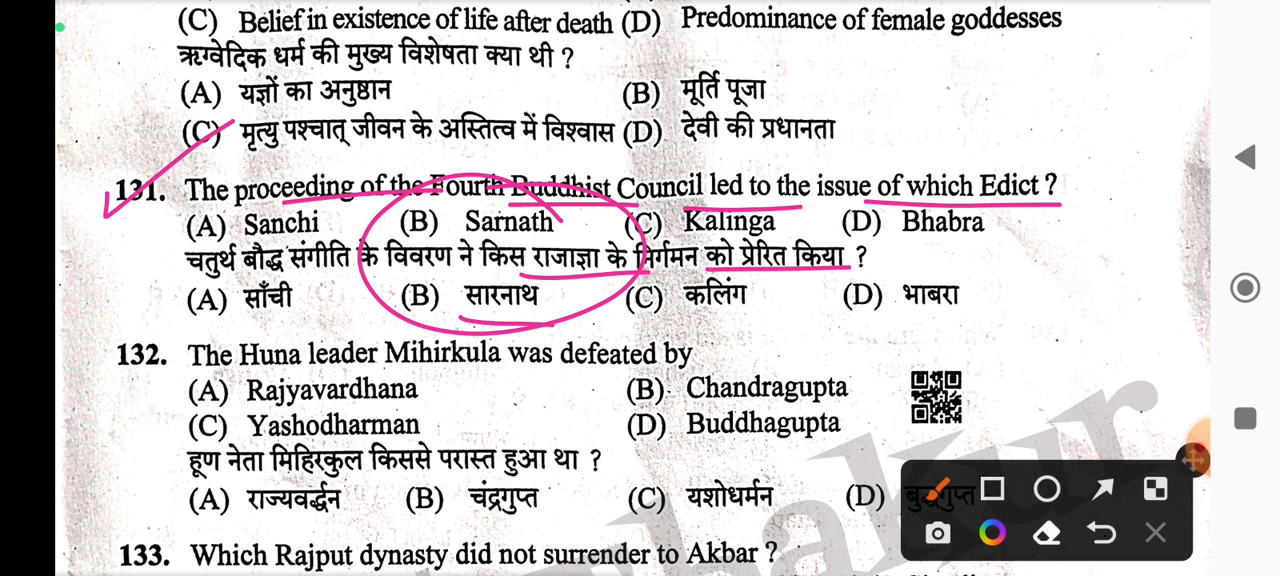 (C) Belief in existence of life after death (D) Predominance of female goddesses
ऋग्वेदिक धर्म की मुख्य विशेषता क्या थी ?
(A) यज्ञों का अनुष्ठान (B) मूर्ति पूजा
(C) मृत्यु पश्चात् जीवन के अस्तित्व में विश्वास (D) देवी की प्रधानता
131. The proceeding of the Fourth Buddhist Council led to the issue of which Edict ?
(A) Sanchi (B) Sarnath (C) Kalinga (D) Bhabra
चतुर्थ बौद्ध संगीति के विवरण ने किस राजाज्ञा के निर्गमन को प्रेरित किया ?
(A) साँची (B) सारनाथ (C) कलिंग (D) भाबरा
132. The Huna leader Mihirkula was defeated by
(A) Rajyavardhana (B) Chandragupta
(C) Yashodharman (D) Buddhagupta
हूण नेता मिहिरकुल किससे परास्त हुआ था ?
(A) राज्यवर्द्धन (B) चंद्रगुप्त (C) यशोधर्मन (D) बुद्धगुप्त
133. Which Rajput dynasty did not surrender to Akbar ?